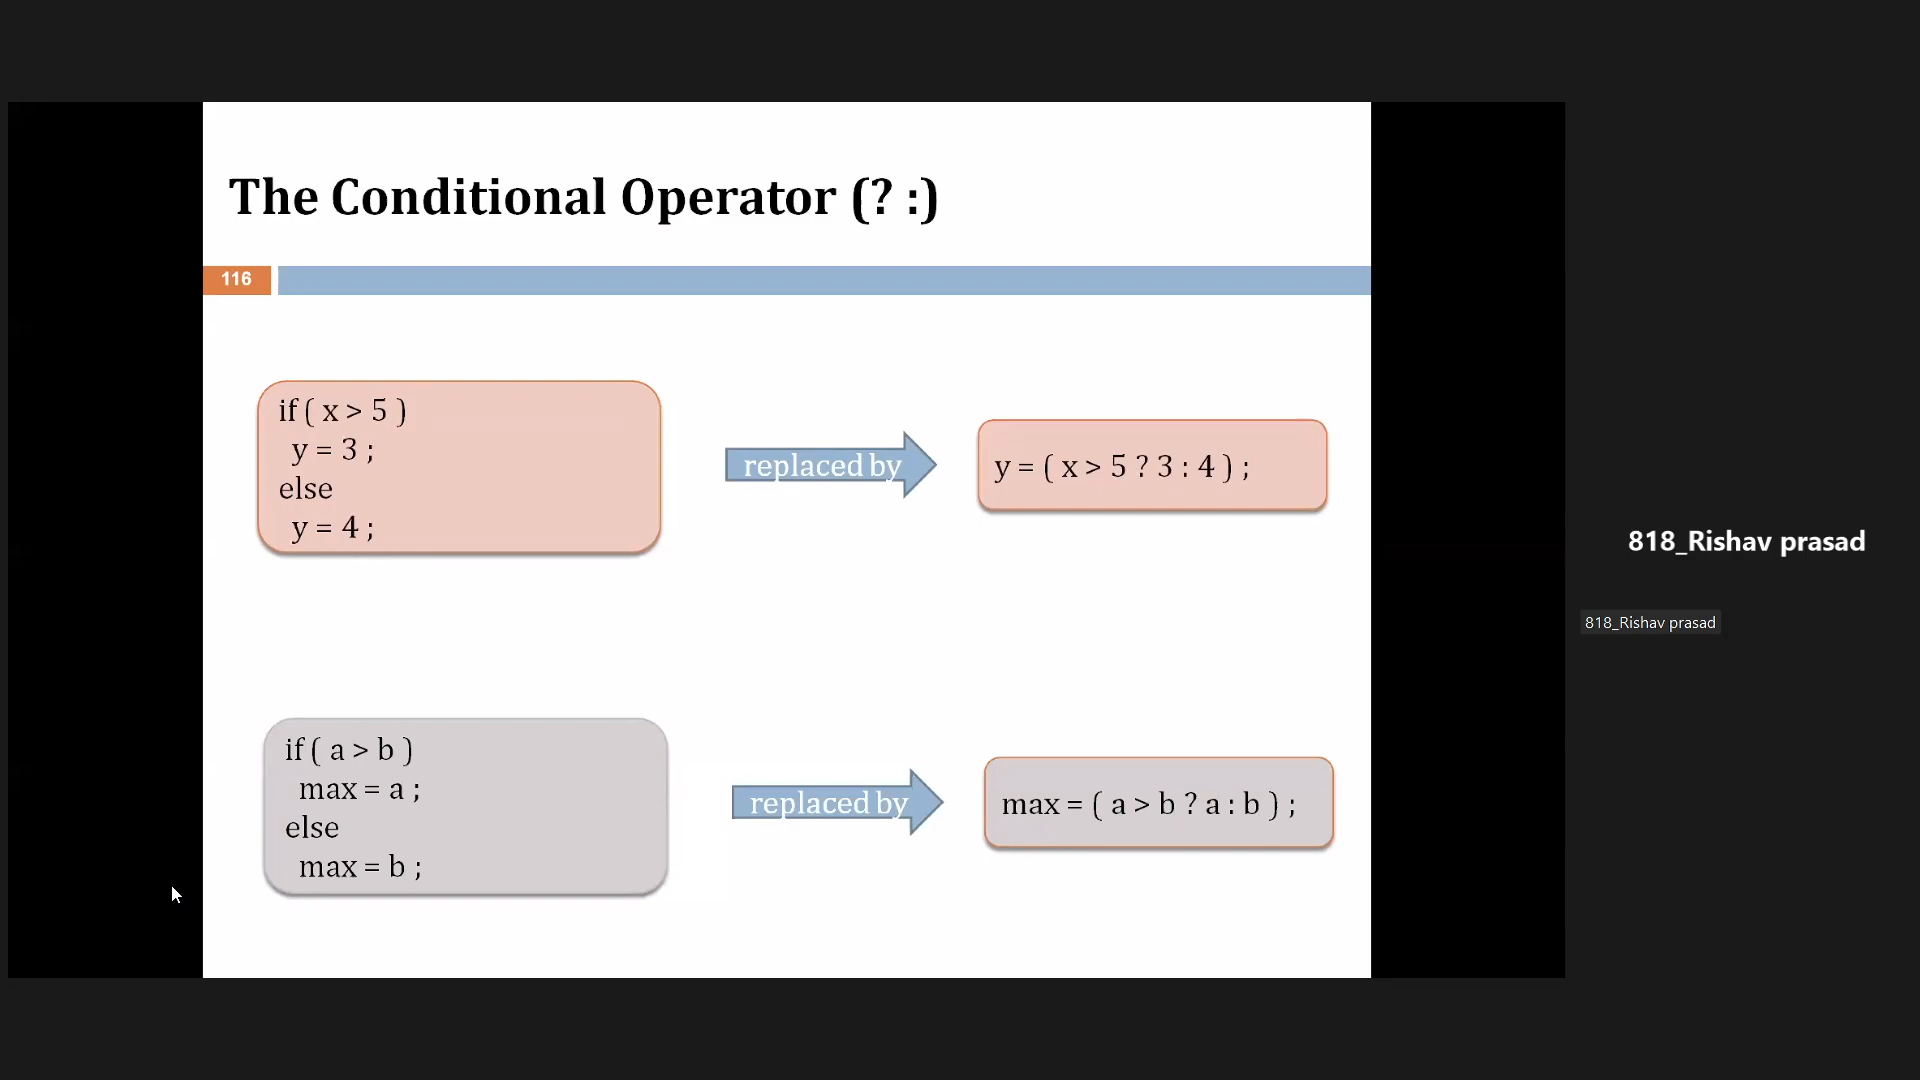 The Conditional Operator (? :)
116
if ( x > 5 )
y = 3 ;
else
y = 4 ;
replaced by
y = ( x > 5 ? 3 : 4 ) ;
818_Rishav prasad
818_Rishav prasad
if ( a > b )
max = a ;
else
max = b ;
replaced by
max = ( a > b ? a : b ) ;